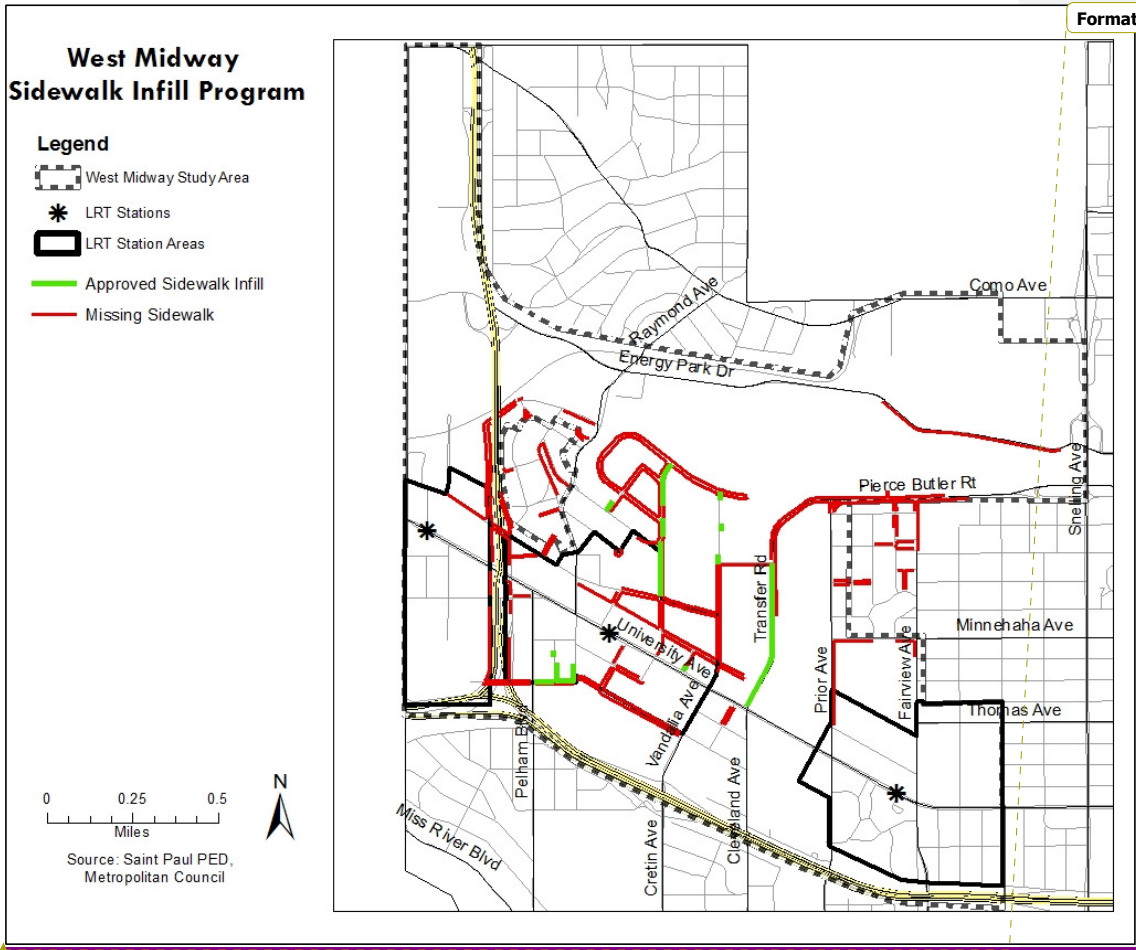 Format
West Midway
Sidewalk Infill Program
Legend
West Midway Study Area
LRT Stations
LRT Station Areas
Approved Sidewalk Infill
Missing Sidewalk
Como Ave
Raymond Ave
Energy Park Dr
Pierce Butler Rt
Snelling Ave
Transfer Rd
University Ave
Minnehaha Ave
Prior Ave
Fairview Ave
Thomas Ave
Vandalia Ave
Pelham Blvd
Cleveland Ave
Cretin Ave
Miss River Blvd
N
0 0.25 0.5
Miles
Source: Saint Paul PED,
Metropolitan Council